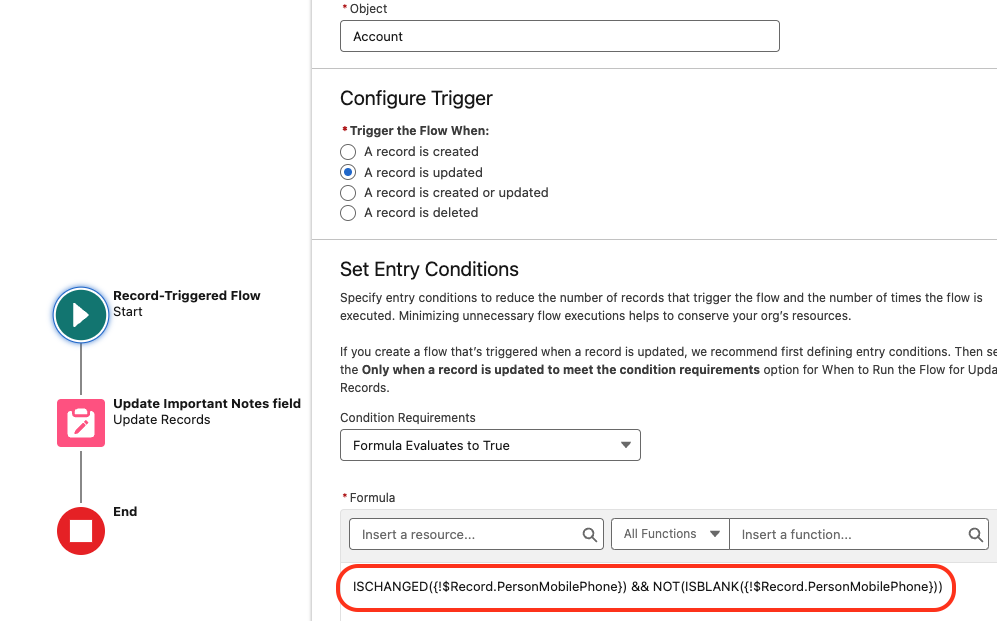 * Object
Account
Configure Trigger
* Trigger the Flow When:
A record is created
A record is updated
A record is created or updated
A record is deleted
Record-Triggered Flow
Start
Update Important Notes field
Update Records
End
Set Entry Conditions
Specify entry conditions to reduce the number of records that trigger the flow and the number of times the flow is
executed. Minimizing unnecessary flow executions helps to conserve your org's resources.
If you create a flow that's triggered when a record is updated, we recommend first defining entry conditions. Then se
the Only when a record is updated to meet the condition requirements option for When to Run the Flow for Upda
Records.
Condition Requirements
Formula Evaluates to True
* Formula
Insert a resource... All Functions Insert a function...
ISCHANGED({!$Record.PersonMobilePhone}) && NOT(ISBLANK({!$Record.PersonMobilePhone}))